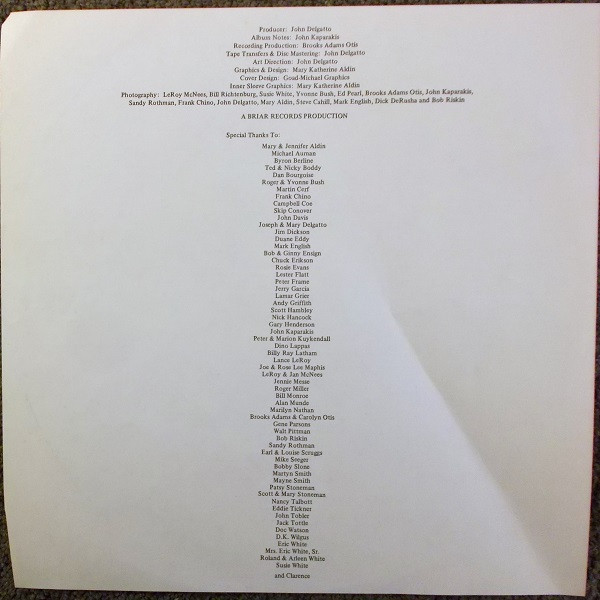 Producer: John Delgatto
Album Notes: John Kaparakis
Recording Production: Brooks Adams Otis
Tape Transfers & Disc Mastering: John Delgatto
Art Direction: John Delgatto
Graphics & Design: Mary Katherine Aldin
Cover Design: Goad-Michael Graphics
Inner Sleeve Graphics: Mary Katherine Aldin
Photography: LeRoy McNees, Bill Richtenburg, Susie White, Yvonne Bush, Ed Pearl, Brooks Adams Otis, John Kaparakis,
Sandy Rothman, Frank Chino, John Delgatto, Mary Aldin, Steve Cahill, Mark English, Dick DeRusha and Bob Riskin
A BRIAR RECORDS PRODUCTION
Special Thanks To:
Mary & Jennifer Aldin
Michael Auman
Byron Berline
Ted & Nicky Boddy
Dan Bourgoise
Roger & Yvonne Bush
Martin Cerf
Frank Chino
Campbell Coe
Skip Conover
John Davis
Joseph & Mary Delgatto
Jim Dickson
Duane Eddy
Mark English
Bob & Ginny Ensign
Chuck Erikson
Rosie Evans
Lester Flatt
Peter Frame
Jerry Garcia
Lamar Grier
Andy Griffith
Scott Hambley
Nick Hancock
Gary Henderson
John Kaparakis
Peter & Marion Kuykendall
Dino Lappas
Billy Ray Latham
Lance LeRoy
Joe & Rose Lee Maphis
LeRoy & Jan McNees
Jennie Messe
Roger Miller
Bill Monroe
Alan Munde
Marilyn Nathan
Brooks Adams & Carolyn Otis
Gene Parsons
Walt Pittman
Bob Riskin
Sandy Rothman
Earl & Louise Scruggs
Mike Seeger
Bobby Slone
Martyn Smith
Mayne Smith
Patsy Stoneman
Scott & Mary Stoneman
Nancy Talbott
Eddie Tickner
John Tobler
Jack Tottle
Doc Watson
D.K. Wilgus
Eric White
Mrs. Eric White, Sr.
Roland & Arleen White
Susie White
and Clarence